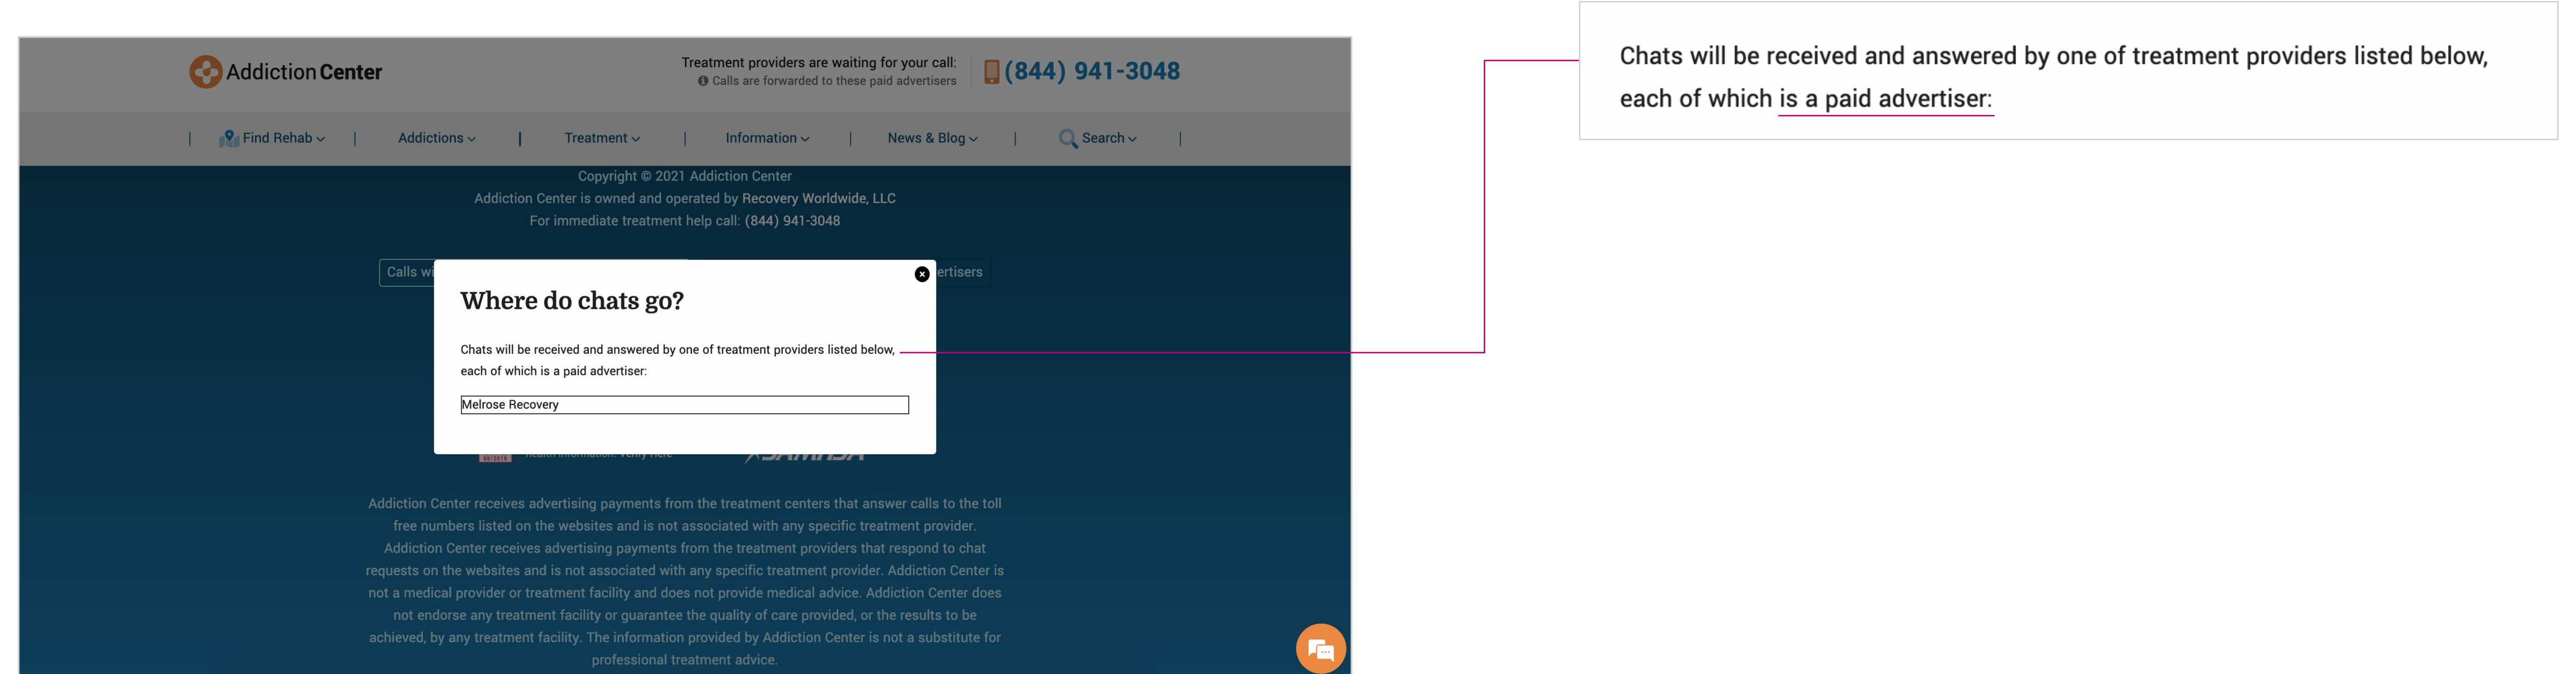 Chats will be received and answered by one of treatment providers listed below,
each of which is a paid advertiser:
Addiction Center
Treatment providers are waiting for your call:
Calls are forwarded to these paid advertisers
(844) 941-3048
Find Rehab
Addictions
Treatment
Information
News & Blog
Search
Copyright © 2021 Addiction Center
Addiction Center is owned and operated by Recovery Worldwide, LLC
For immediate treatment help call: (844) 941-3048
Calls wi
ertisers
Where do chats go?
Chats will be received and answered by one of treatment providers listed below,
each of which is a paid advertiser:
Melrose Recovery
09/2018
health information. Verify Here
SAMHSA
Addiction Center receives advertising payments from the treatment centers that answer calls to the toll
free numbers listed on the websites and is not associated with any specific treatment provider.
Addiction Center receives advertising payments from the treatment providers that respond to chat
requests on the websites and is not associated with any specific treatment provider. Addiction Center is
not a medical provider or treatment facility and does not provide medical advice. Addiction Center does
not endorse any treatment facility or guarantee the quality of care provided, or the results to be
achieved, by any treatment facility. The information provided by Addiction Center is not a substitute for
professional treatment advice.